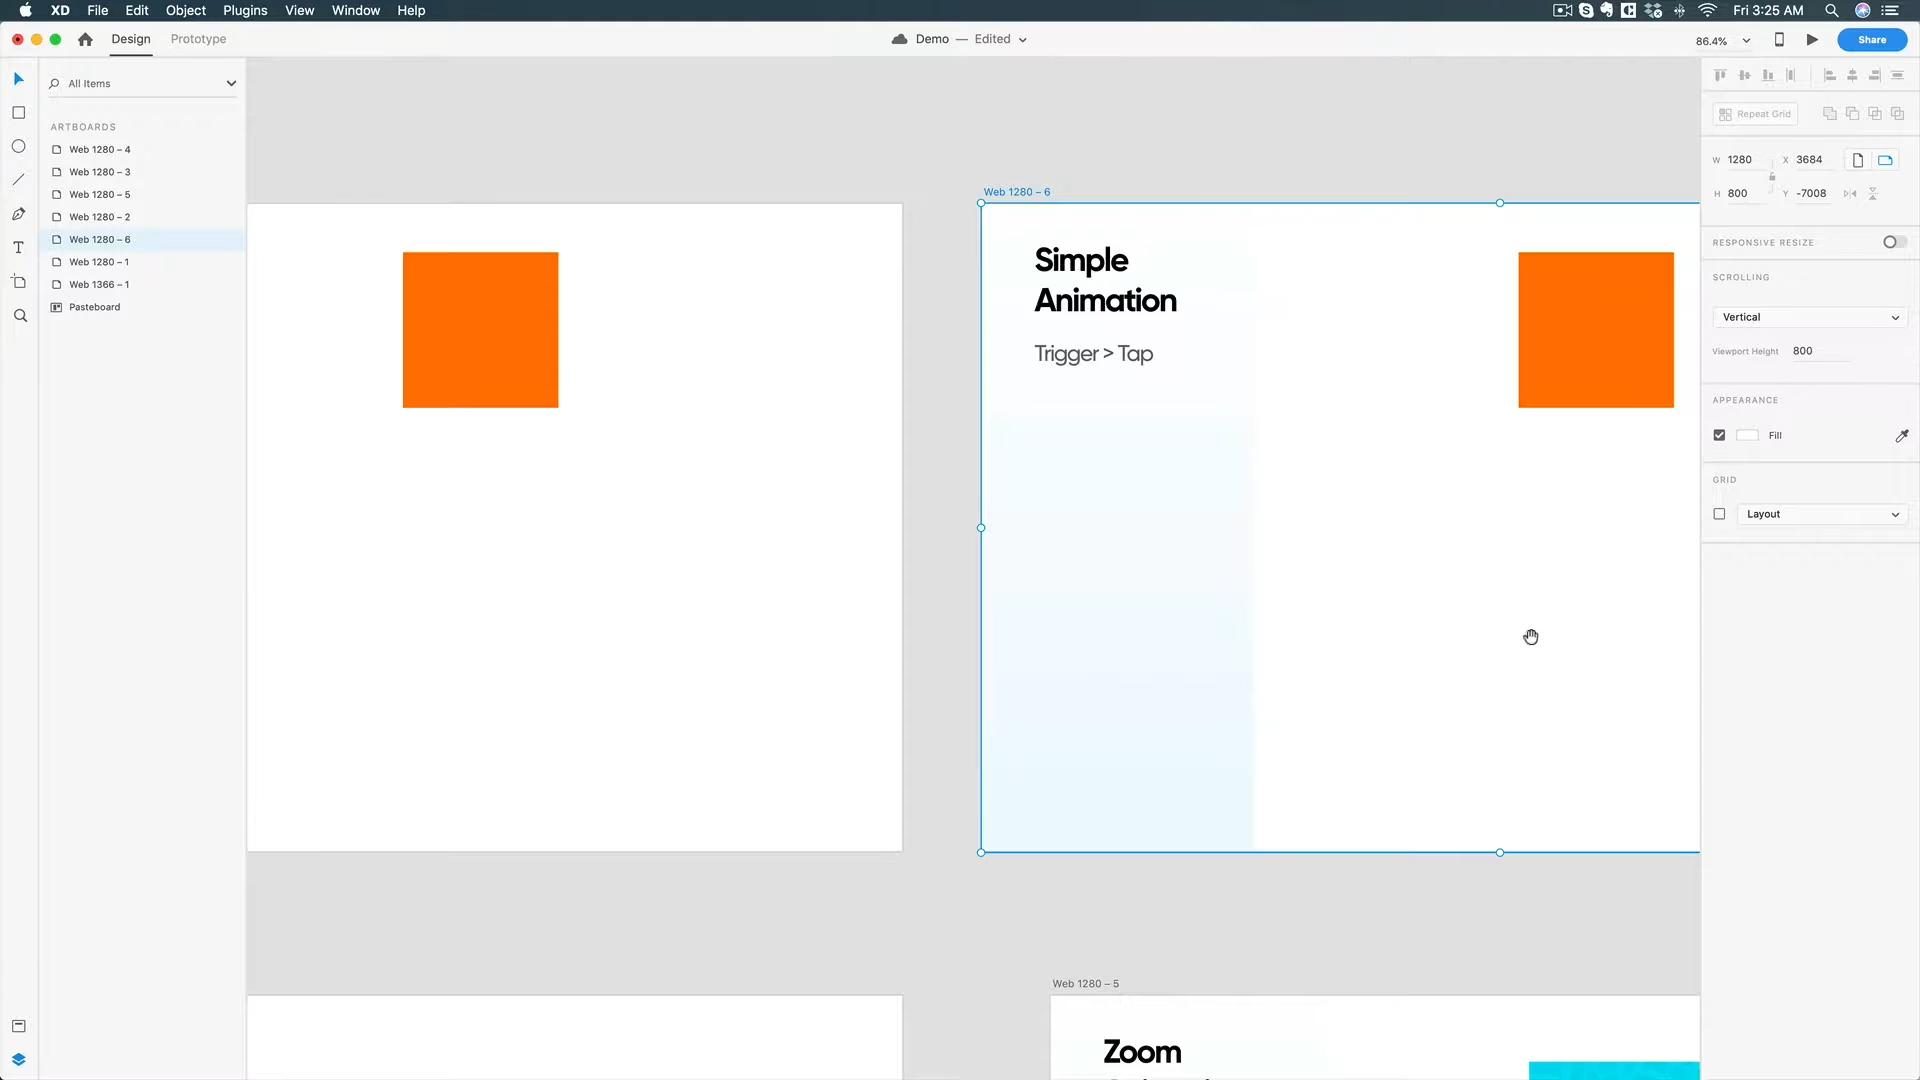 XD File Edit Object Plugins View Window Help
Fri 3:25 AM
Design Prototype
Demo — Edited
86.4%
Share
All Items
ARTBOARDS
Web 1280 – 4
Web 1280 – 3
Web 1280 – 5
Web 1280 – 2
Web 1280 – 6
Web 1280 – 1
Web 1366 – 1
Pasteboard
Web 1280 – 6
Simple
Animation
Trigger > Tap
Web 1280 – 5
Zoom
Repeat Grid
W 1280 X 3684
H 800 Y -7008
RESPONSIVE RESIZE
SCROLLING
Vertical
Viewport Height 800
APPEARANCE
Fill
GRID
Layout